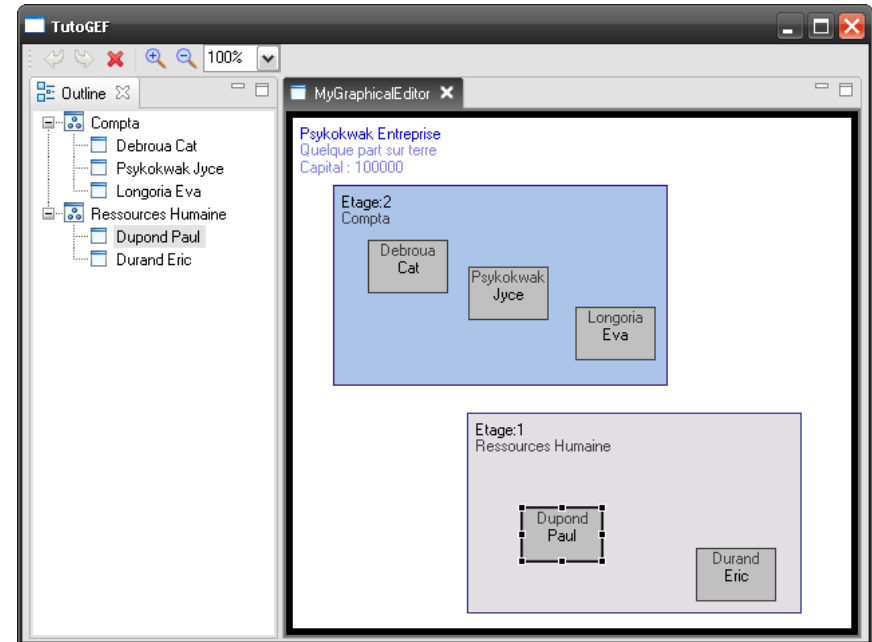 TutoGEF
100%
Outline
Compta
Debroua Cat
Psykokwak Jyce
Longoria Eva
Ressources Humaine
Dupond Paul
Durand Eric
MyGraphicalEditor
Psykokwak Entreprise
Quelque part sur terre
Capital : 100000
Etage:2
Compta
Debroua
Cat
Psykokwak
Jyce
Longoria
Eva
Etage:1
Ressources Humaine
Dupond
Paul
Durand
Eric